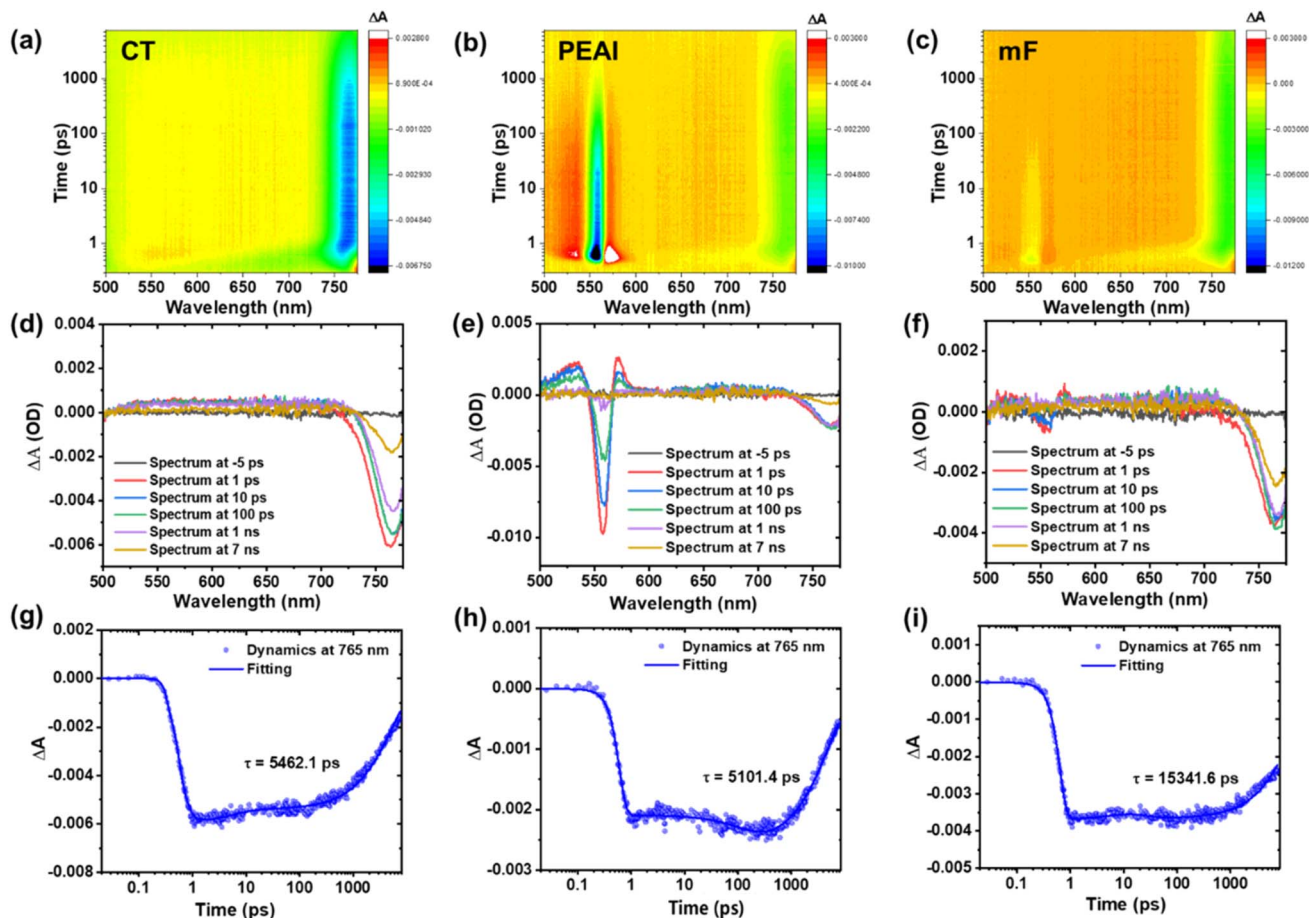 (a)
CT
ΔA
0.002800
8.900E-04
-0.001020
-0.002930
-0.004840
-0.006750
1000
100
10
1
Time (ps)
500 550 600 650 700 750
Wavelength (nm)
(b)
PEAI
ΔA
0.003000
4.000E-04
-0.002200
-0.004800
-0.007400
-0.01000
1000
100
10
1
Time (ps)
500 550 600 650 700 750
Wavelength (nm)
(c)
mF
ΔA
0.003000
0.000
-0.003000
-0.006000
-0.009000
-0.01200
1000
100
10
1
Time (ps)
500 550 600 650 700 750
Wavelength (nm)
(d)
0.004
0.002
0.000
-0.002
-0.004
-0.006
ΔA (OD)
Spectrum at -5 ps
Spectrum at 1 ps
Spectrum at 10 ps
Spectrum at 100 ps
Spectrum at 1 ns
Spectrum at 7 ns
500 550 600 650 700 750
Wavelength (nm)
(e)
0.005
0.000
-0.005
-0.010
ΔA (OD)
Spectrum at -5 ps
Spectrum at 1 ps
Spectrum at 10 ps
Spectrum at 100 ps
Spectrum at 1 ns
Spectrum at 7 ns
500 550 600 650 700 750
Wavelength (nm)
(f)
0.002
0.000
-0.002
-0.004
ΔA (OD)
Spectrum at -5 ps
Spectrum at 1 ps
Spectrum at 10 ps
Spectrum at 100 ps
Spectrum at 1 ns
Spectrum at 7 ns
500 550 600 650 700 750
Wavelength (nm)
(g)
0.002
0.000
-0.002
-0.004
-0.006
-0.008
ΔA
Dynamics at 765 nm
Fitting
τ = 5462.1 ps
0.1 1 10 100 1000
Time (ps)
(h)
0.001
0.000
-0.001
-0.002
-0.003
ΔA
Dynamics at 765 nm
Fitting
τ = 5101.4 ps
0.1 1 10 100 1000
Time (ps)
(i)
0.001
0.000
-0.001
-0.002
-0.003
-0.004
-0.005
ΔA
Dynamics at 765 nm
Fitting
τ = 15341.6 ps
0.1 1 10 100 1000
Time (ps)